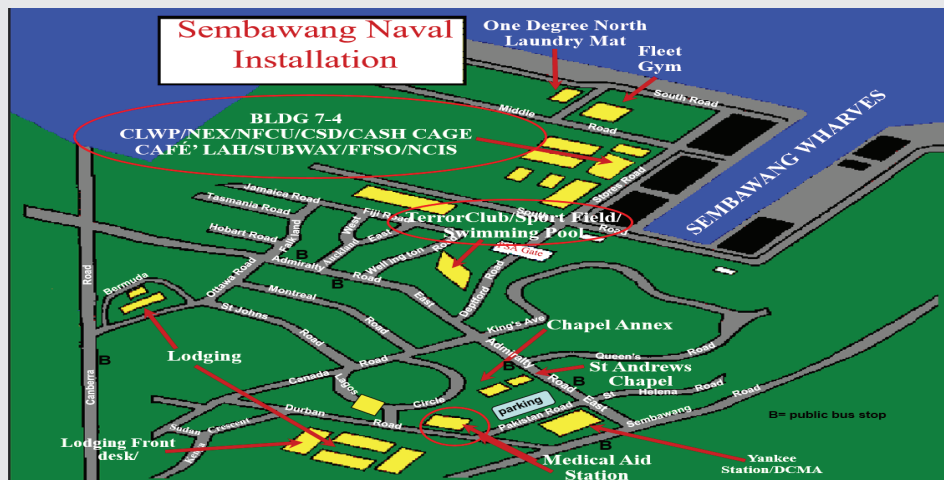 Sembawang Naval
Installation
One Degree North
Laundry Mat
Fleet
Gym
South Road
Middle
Road
BLDG 7-4
CLWP/NEX/NFCU/CSD/CASH CAGE
CAFÉ’ LAH/SUBWAY/FFSO/NCIS
SEMBAWANG WHARVES
Stores Road
Road
Jamaica Road
Tasmania Road
Fiji Road
Hobart Road
Falkland
West
Auckland
East
TerrorClub/Sport Field/
Swimming Pool
Gate
Wellington
Admiralty
Road
East
B
B
Deptford Road
Road
Bermuda
Ottawa Road
Montreal
Road
St Johns
Road
King's Ave
Chapel Annex
Lodging
B
Canberra
Canada
Road
Lagos
Circle
Admiralty
Road
East
Queen's
Road
B
St Andrews
Chapel
B
St
Helena
Road
parking
Pakistan Road
Sembawang
Road
B= public bus stop
Durban
Road
Sudan Crescent
Lodging Front
desk/
Medical Aid
Station
B
Yankee
Station/DCMA